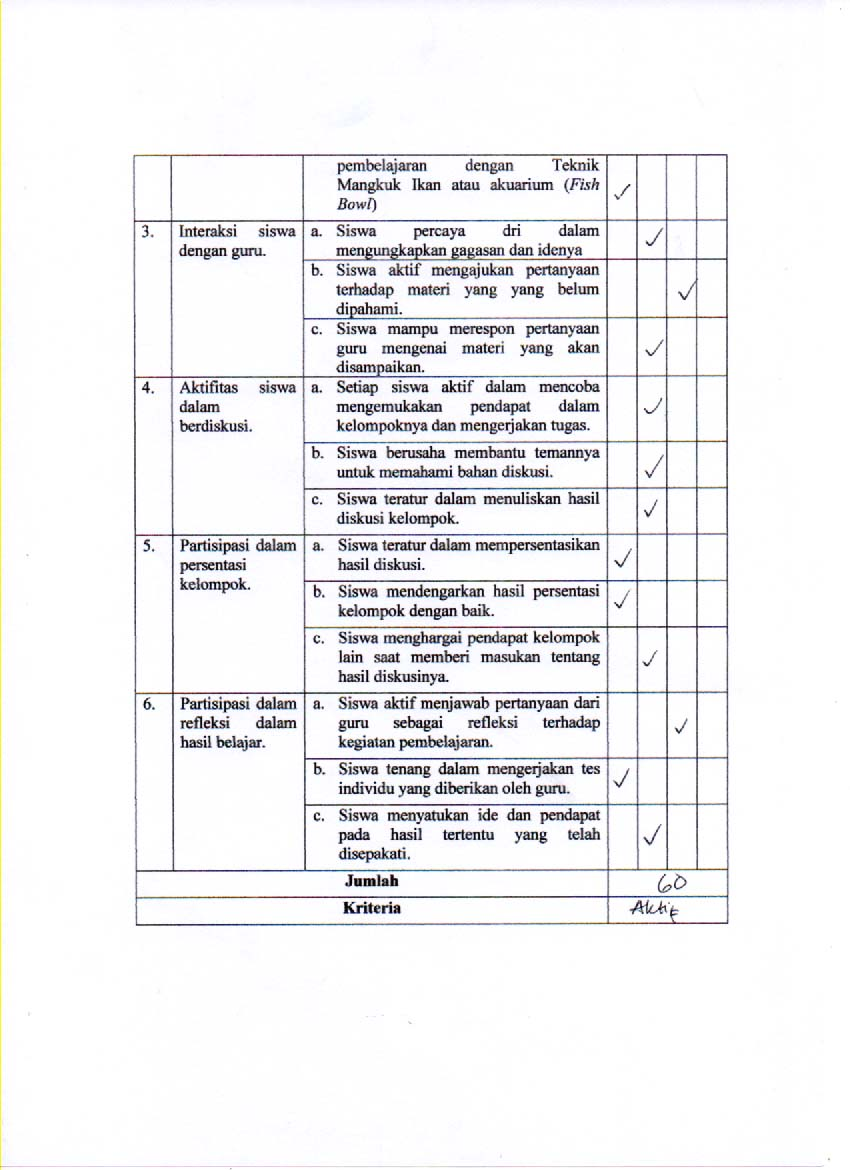 pembelajaran dengan Teknik
Mangkuk Ikan atau akuarium (Fish
Bowl) ✓
3. Interaksi siswa
dengan guru.
a. Siswa percaya dri dalam
mengungkapkan gagasan dan idenya ✓
b. Siswa aktif mengajukan pertanyaan
terhadap materi yang yang belum
dipahami. ✓
c. Siswa mampu merespon pertanyaan
guru mengenai materi yang akan
disampaikan. ✓
4. Aktifitas siswa
dalam
berdiskusi.
a. Setiap siswa aktif dalam mencoba
mengemukakan pendapat dalam
kelompoknya dan mengerjakan tugas. ✓
b. Siswa berusaha membantu temannya
untuk memahami bahan diskusi. ✓
c. Siswa teratur dalam menuliskan hasil
diskusi kelompok. ✓
5. Partisipasi dalam
persentasi
kelompok.
a. Siswa teratur dalam mempersentasikan
hasil diskusi. ✓
b. Siswa mendengarkan hasil persentasi
kelompok dengan baik. ✓
c. Siswa menghargai pendapat kelompok
lain saat memberi masukan tentang
hasil diskusinya. ✓
6. Partisipasi dalam
refleksi dalam
hasil belajar.
a. Siswa aktif menjawab pertanyaan dari
guru sebagai refleksi terhadap
kegiatan pembelajaran. ✓
b. Siswa tenang dalam mengerjakan tes
individu yang diberikan oleh guru. ✓
c. Siswa menyatukan ide dan pendapat
pada hasil tertentu yang telah
disepakati. ✓
Jumlah 60
Kriteria Aktif